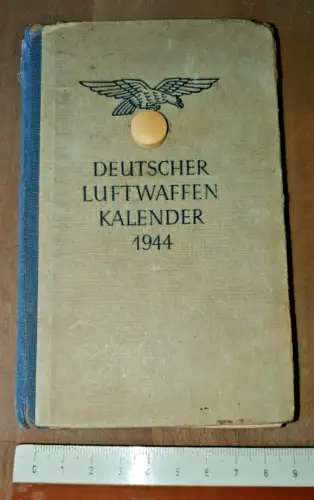 DEUTSCHER
LUFTWAFFEN
KALENDER
1944
0 1 2 3 4 5 6 7 8 9